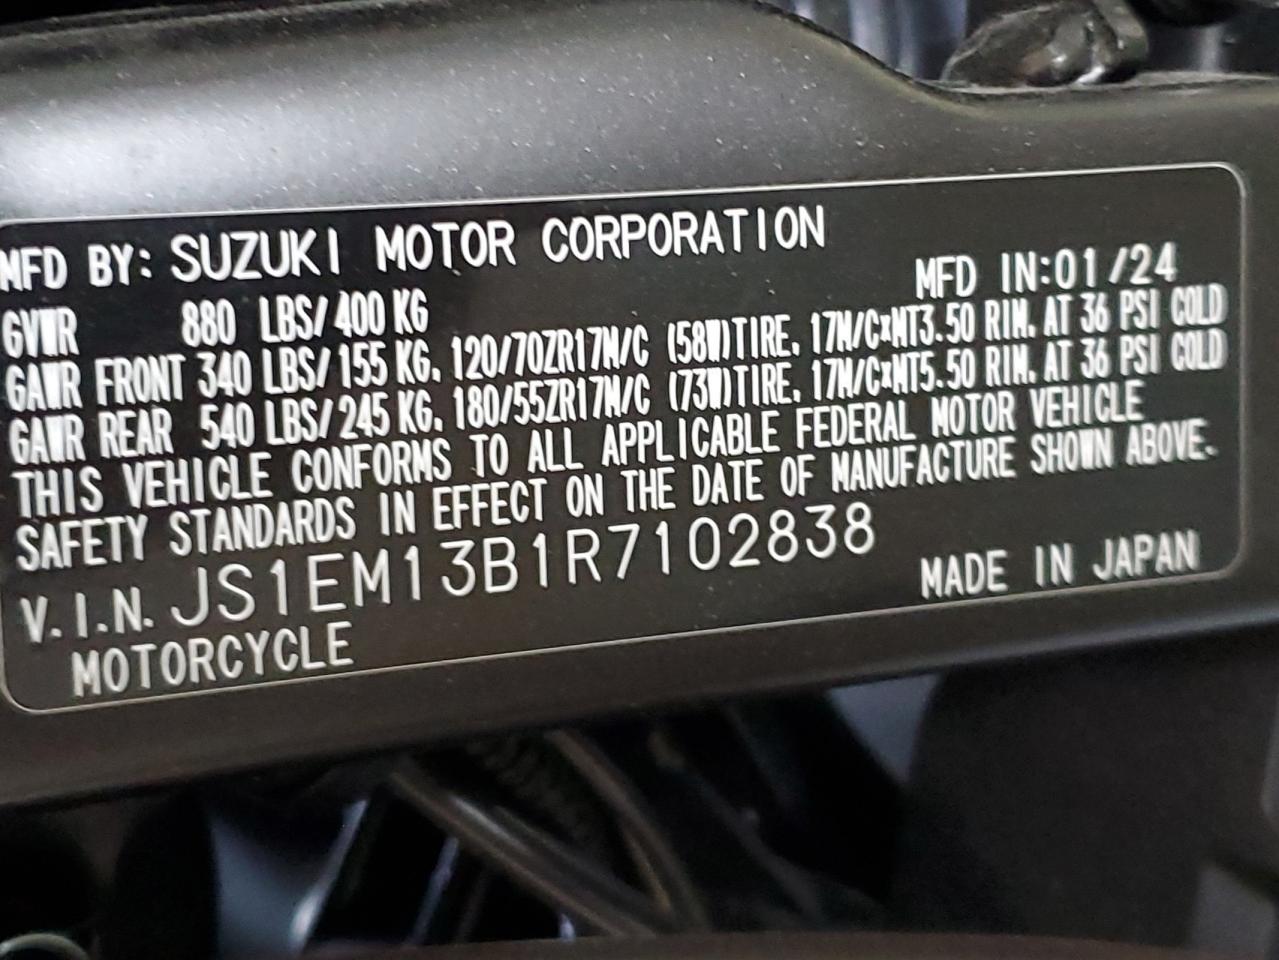 MFD BY: SUZUKI MOTOR CORPORATION
MFD IN:01/24
GVWR 880 LBS/400 KG
GAWR FRONT 340 LBS/155 KG. 120/70ZR17M/C (58W)TIRE. 17M/C×MT3.50 RIM. AT 36 PSI COLD
GAWR REAR 540 LBS/245 KG. 180/55ZR17M/C (73W)TIRE. 17M/C×MT5.50 RIM. AT 36 PSI COLD
THIS VEHICLE CONFORMS TO ALL APPLICABLE FEDERAL MOTOR VEHICLE
SAFETY STANDARDS IN EFFECT ON THE DATE OF MANUFACTURE SHOWN ABOVE.
V.I.N. JS1EM13B1R7102838
MADE IN JAPAN
MOTORCYCLE